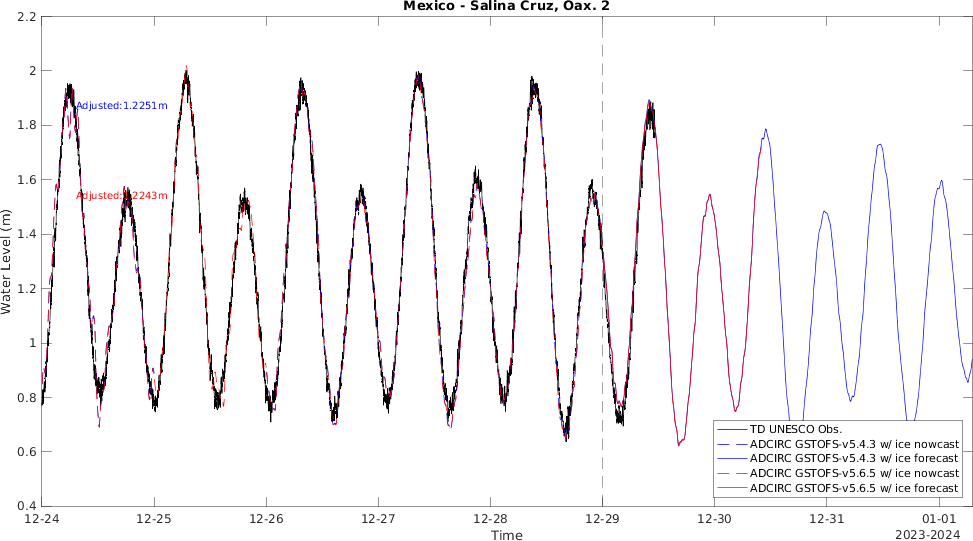 Mexico - Salina Cruz, Oax. 2
2.2
2
1.8
1.6
1.4
1.2
1
0.8
0.6
0.4
Water Level (m)
Adjusted:1.2251m
Adjusted:1.2243m
12-24
12-25
12-26
12-27
12-28
12-29
12-30
12-31
01-01
Time
2023-2024
TD UNESCO Obs.
ADCIRC GSTOFS-v5.4.3 w/ ice nowcast
ADCIRC GSTOFS-v5.4.3 w/ ice forecast
ADCIRC GSTOFS-v5.6.5 w/ ice nowcast
ADCIRC GSTOFS-v5.6.5 w/ ice forecast